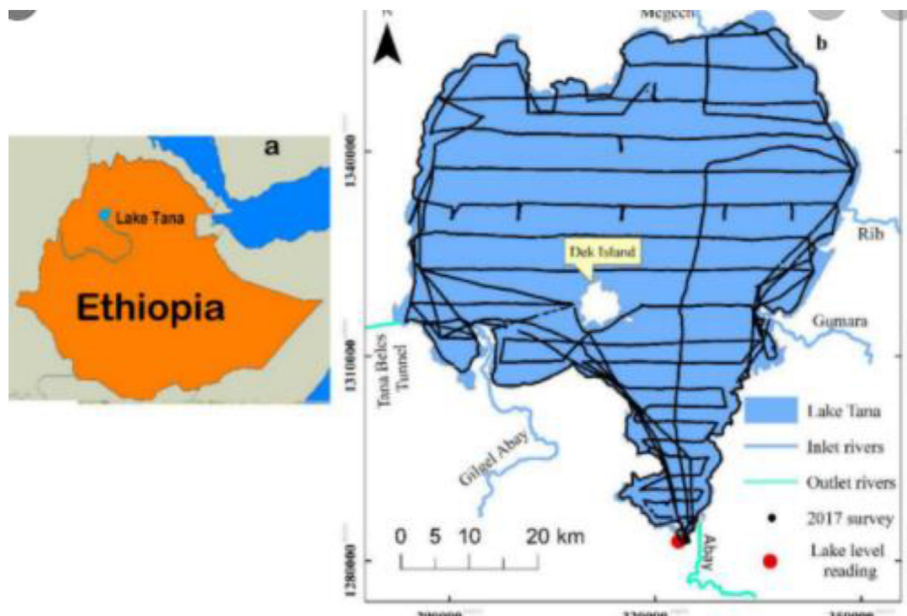 a
Lake Tana
Ethiopia
b
Megech
1340000
Dek Island
Rib
Gumara
Tana Beles
Tunnel
1310000
Gilgel Abay
Lake Tana
Inlet rivers
Outlet rivers
2017 survey
Lake level
reading
0 5 10 20 km
Abay
1280000